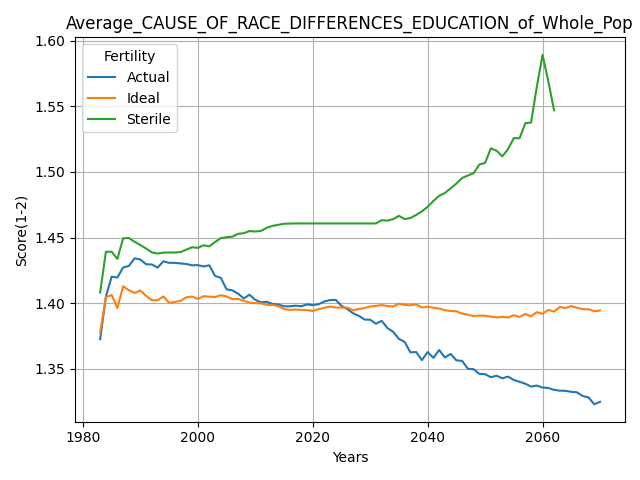 Average_CAUSE_OF_RACE_DIFFERENCES_EDUCATION_of_Whole_Pop
Fertility
Actual
Ideal
Sterile
1.60
1.55
1.50
1.45
1.40
1.35
Score(1-2)
1980
2000
2020
2040
2060
Years